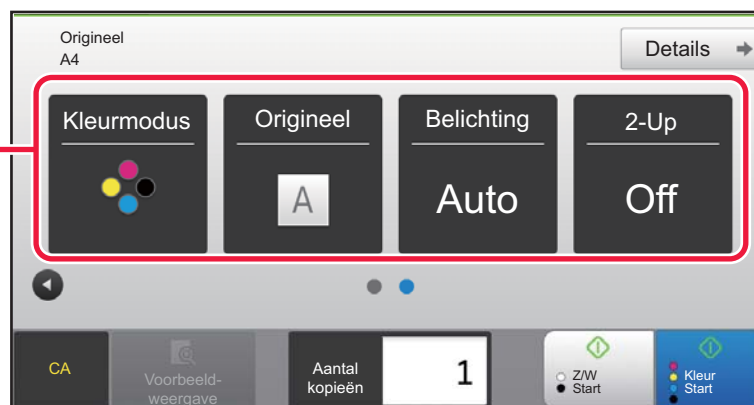 Origineel
A4
Details
Kleurmodus
Origineel
Belichting
2-Up
A
Auto
Off
CA
Voorbeeld-
weergave
Aantal
kopieën
1
Z/W
Start
Kleur
Start